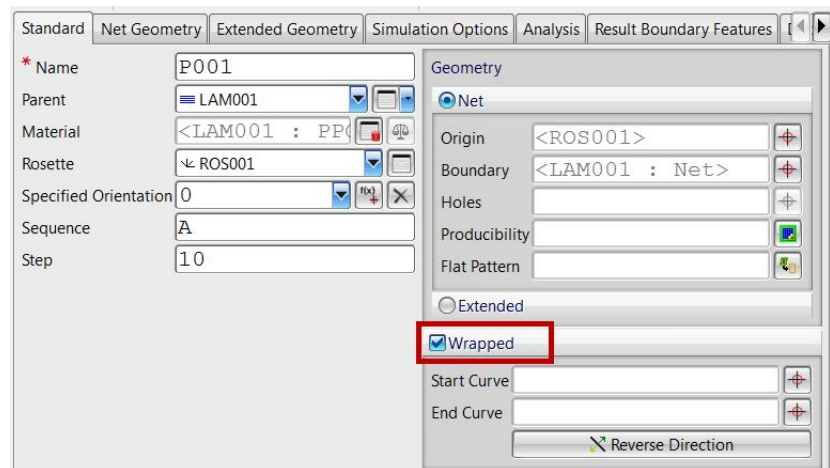 Standard Net Geometry Extended Geometry Simulation Options Analysis Result Boundary Features
* Name P001
Parent LAM001
Material <LAM001 : PP
Rosette ROS001
Specified Orientation 0 f(x)
Sequence A
Step 10
Geometry
Net
Origin <ROS001>
Boundary <LAM001 : Net>
Holes
Producibility
Flat Pattern
Extended
Wrapped
Start Curve
End Curve
Reverse Direction